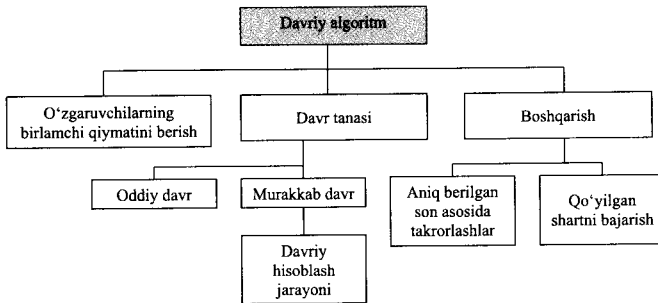 Davriy algoritm
O‘zgaruvchilarning
birlamchi qiymatini berish
Davr tanasi
Boshqarish
Oddiy davr
Murakkab davr
Aniq berilgan
son asosida
takrorlashlar
Qo‘yilgan
shartni bajarish
Davriy
hisoblash
jarayoni